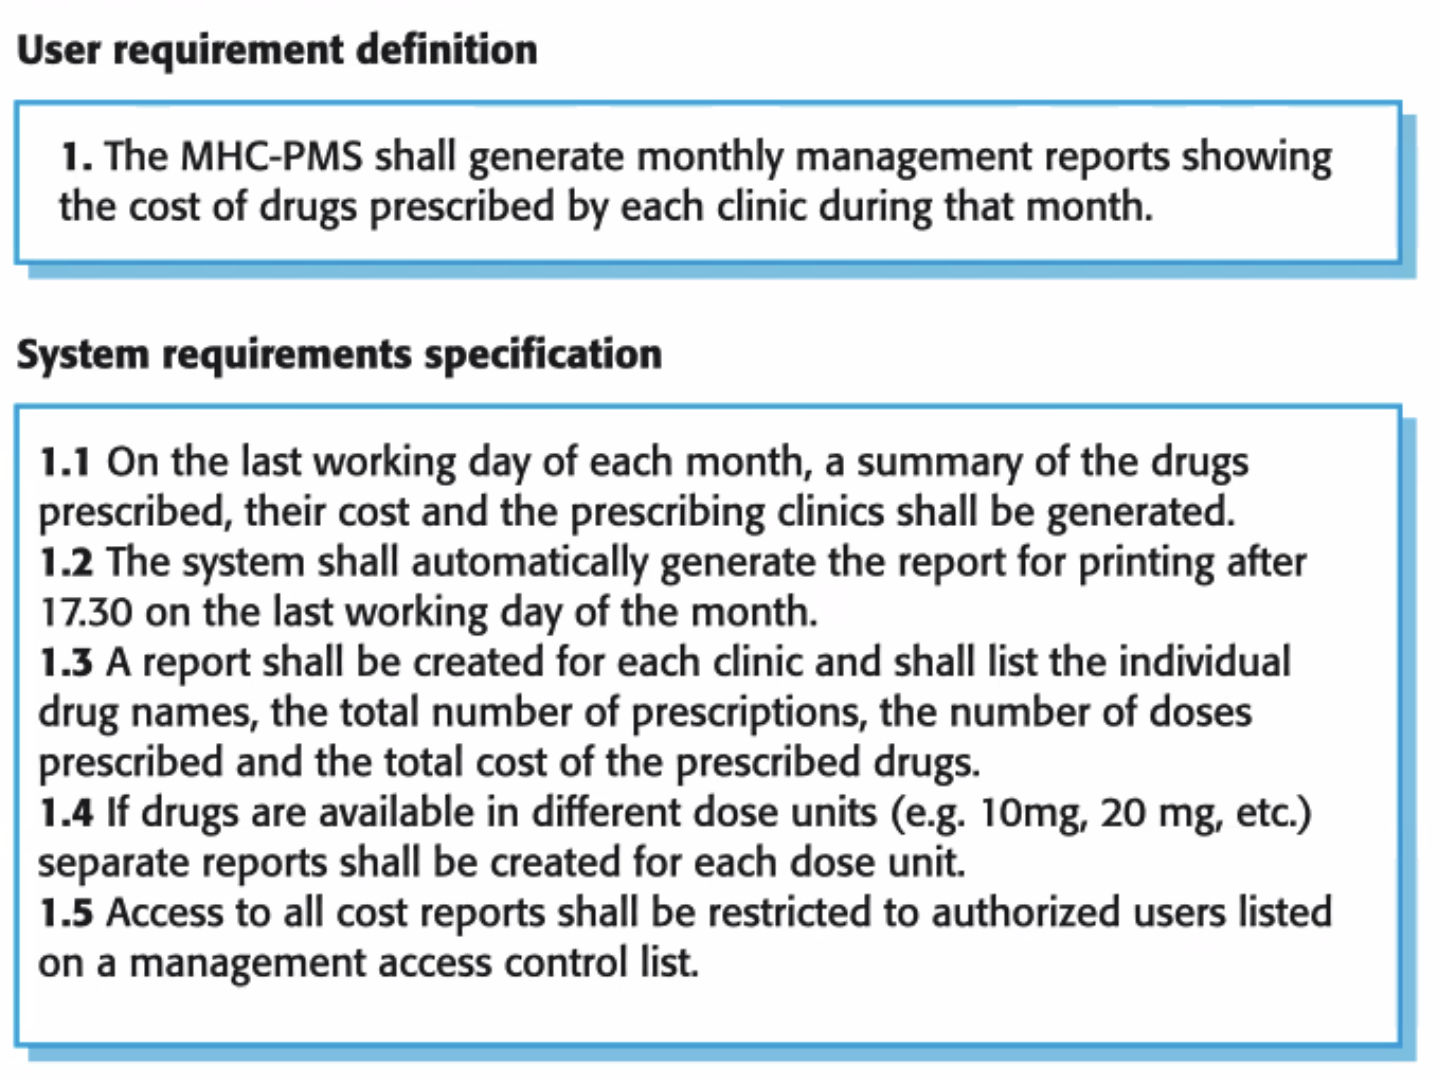 User requirement definition
1. The MHC-PMS shall generate monthly management reports showing
the cost of drugs prescribed by each clinic during that month.
System requirements specification
1.1 On the last working day of each month, a summary of the drugs
prescribed, their cost and the prescribing clinics shall be generated.
1.2 The system shall automatically generate the report for printing after
17.30 on the last working day of the month.
1.3 A report shall be created for each clinic and shall list the individual
drug names, the total number of prescriptions, the number of doses
prescribed and the total cost of the prescribed drugs.
1.4 If drugs are available in different dose units (e.g. 10mg, 20 mg, etc.)
separate reports shall be created for each dose unit.
1.5 Access to all cost reports shall be restricted to authorized users listed
on a management access control list.